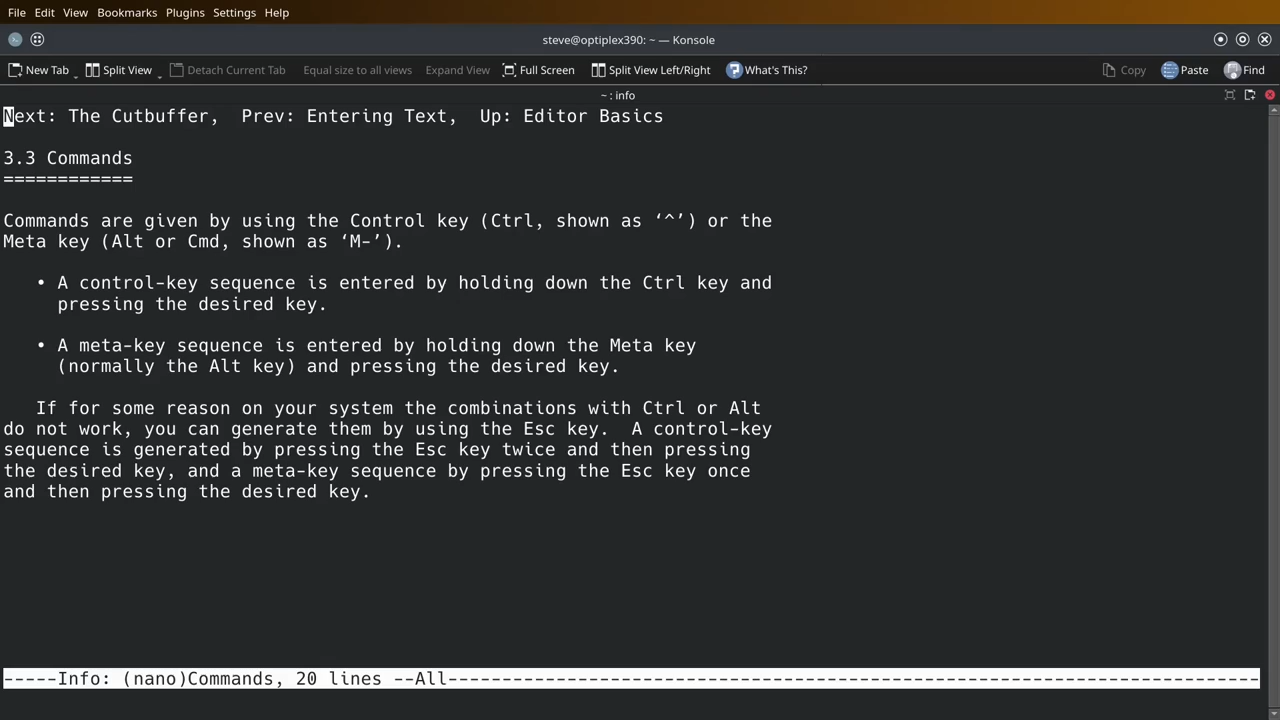 File Edit View Bookmarks Plugins Settings Help
steve@optiplex390: ~ — Konsole
New Tab Split View Detach Current Tab Equal size to all views Expand View Full Screen Split View Left/Right What's This? Copy Paste Find
~ : info
Next: The Cutbuffer,  Prev: Entering Text,  Up: Editor Basics
3.3 Commands
============
Commands are given by using the Control key (Ctrl, shown as ‘^’) or the
Meta key (Alt or Cmd, shown as ‘M-’).
• A control-key sequence is entered by holding down the Ctrl key and
pressing the desired key.
• A meta-key sequence is entered by holding down the Meta key
(normally the Alt key) and pressing the desired key.
If for some reason on your system the combinations with Ctrl or Alt
do not work, you can generate them by using the Esc key.  A control-key
sequence is generated by pressing the Esc key twice and then pressing
the desired key, and a meta-key sequence by pressing the Esc key once
and then pressing the desired key.
-----Info: (nano)Commands, 20 lines --All---------------------------------------------------------------------------